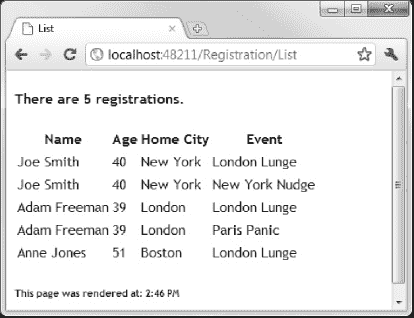 List
localhost:48211/Registration/List
There are 5 registrations.
Name Age Home City Event
Joe Smith 40 New York London Lunge
Joe Smith 40 New York New York Nudge
Adam Freeman 39 London London Lunge
Adam Freeman 39 London Paris Panic
Anne Jones 51 Boston London Lunge
This page was rendered at: 2:46 PM